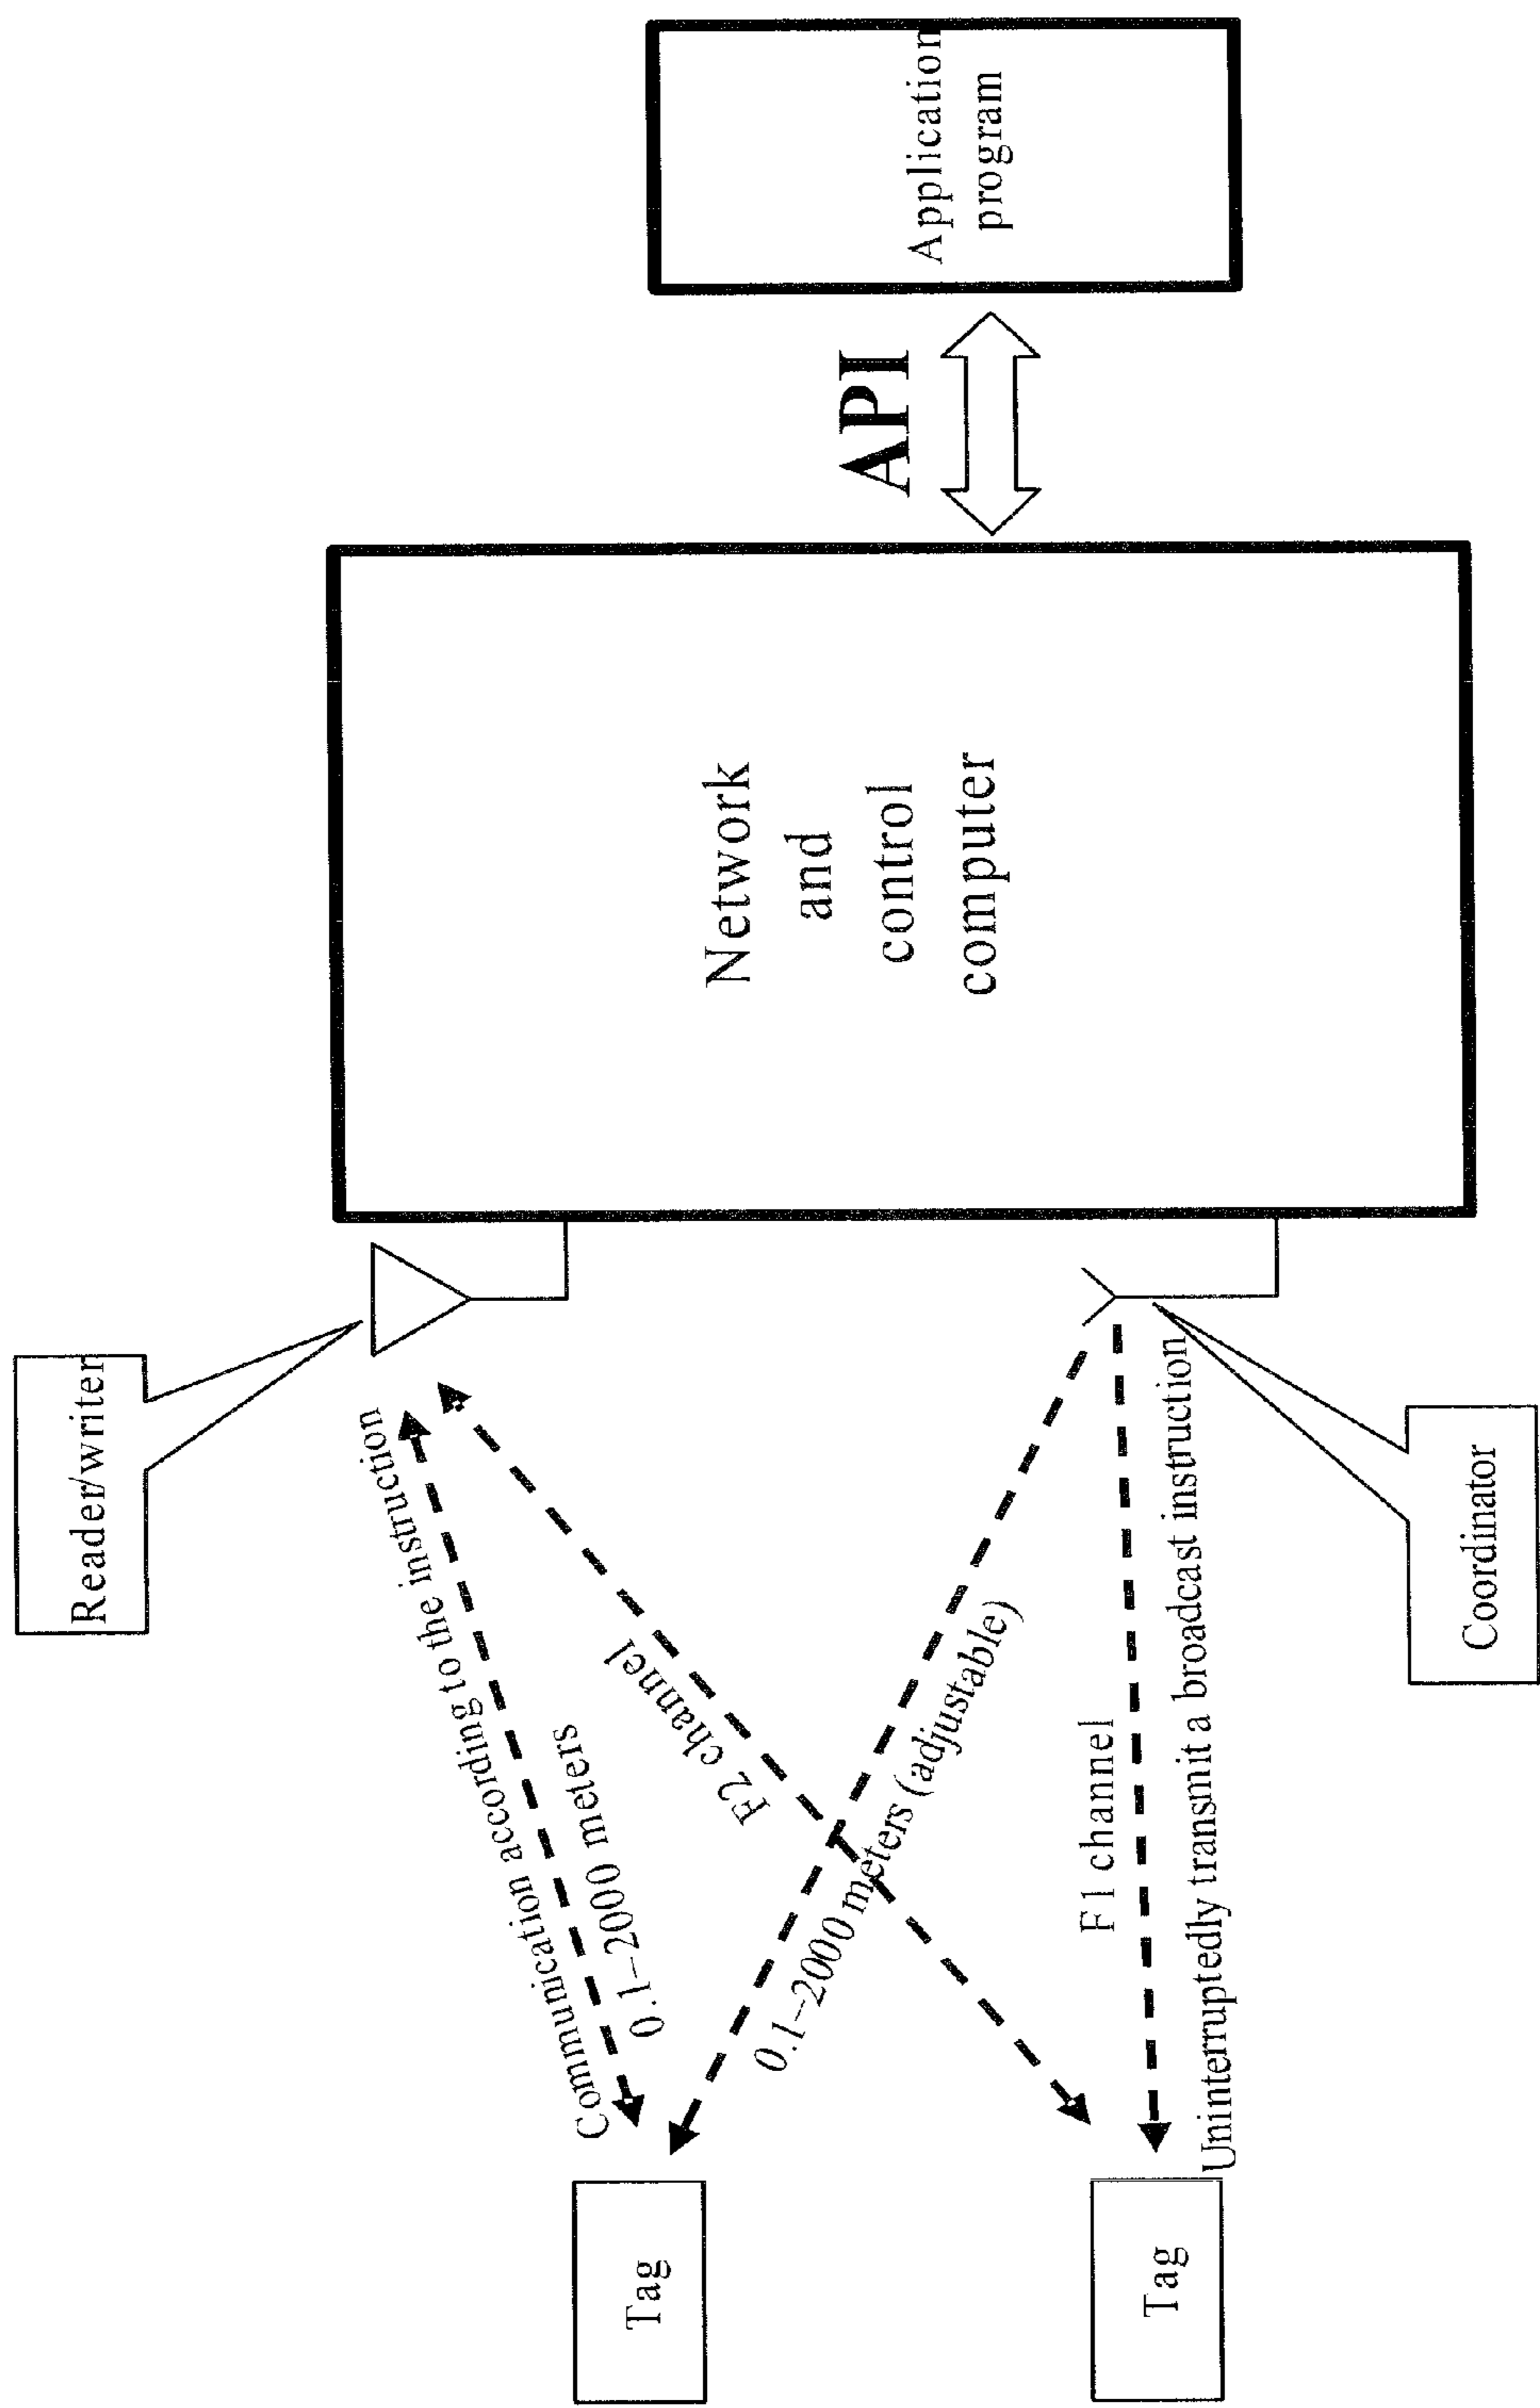 Reader/writer
Communication according to the instruction
0.1–2000 meters
F2 channel
0.1–2000 meters (adjustable)
F1 channel
Uninterruptedly transmit a broadcast instruction
Coordinator
Tag
Tag
Network
and
control
computer
API
Application
program